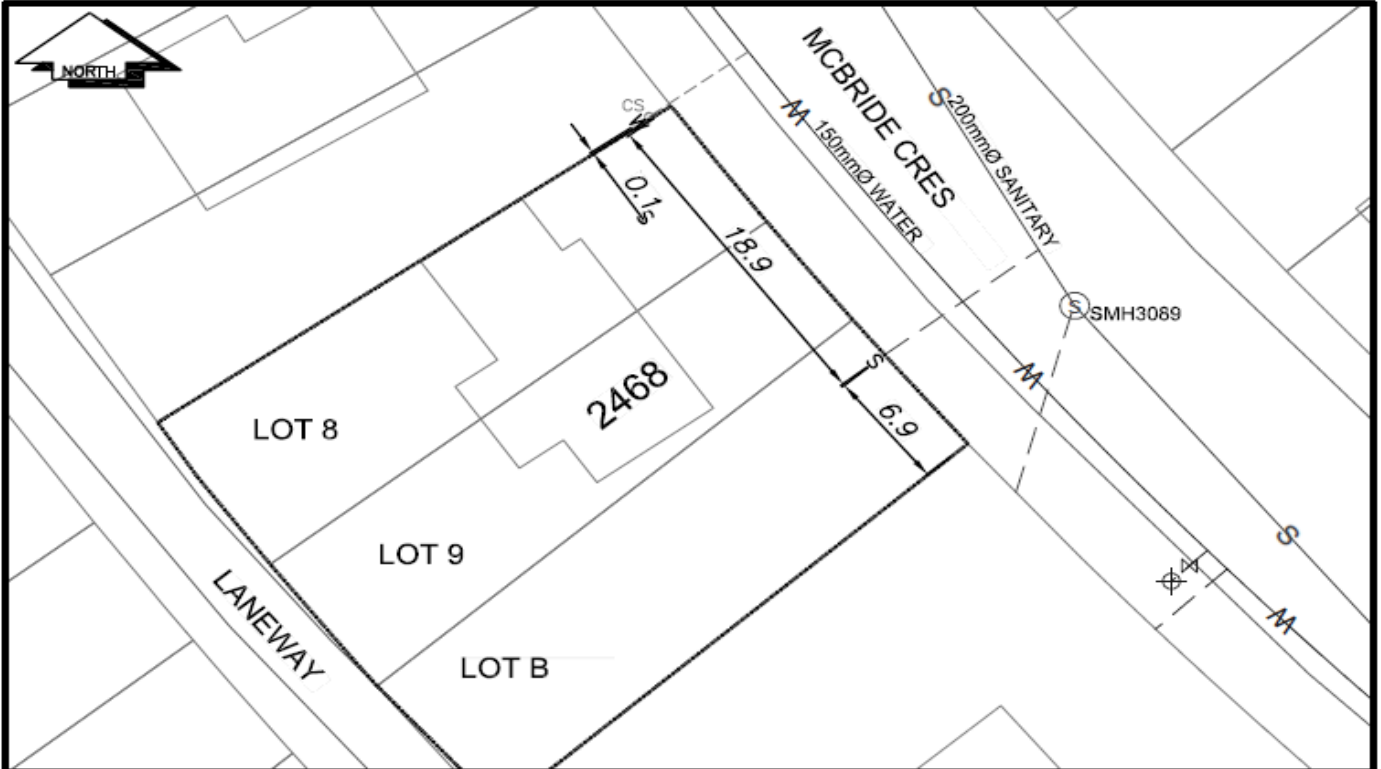 NORTH
CS
W
0.1
S
18.9
MCBRIDE CRES
W
150mmØ WATER
S
200mmØ SANITARY
S SMH3089
S
6.9
W
2468
LOT 8
LOT 9
LOT B
LANEWAY
S
W